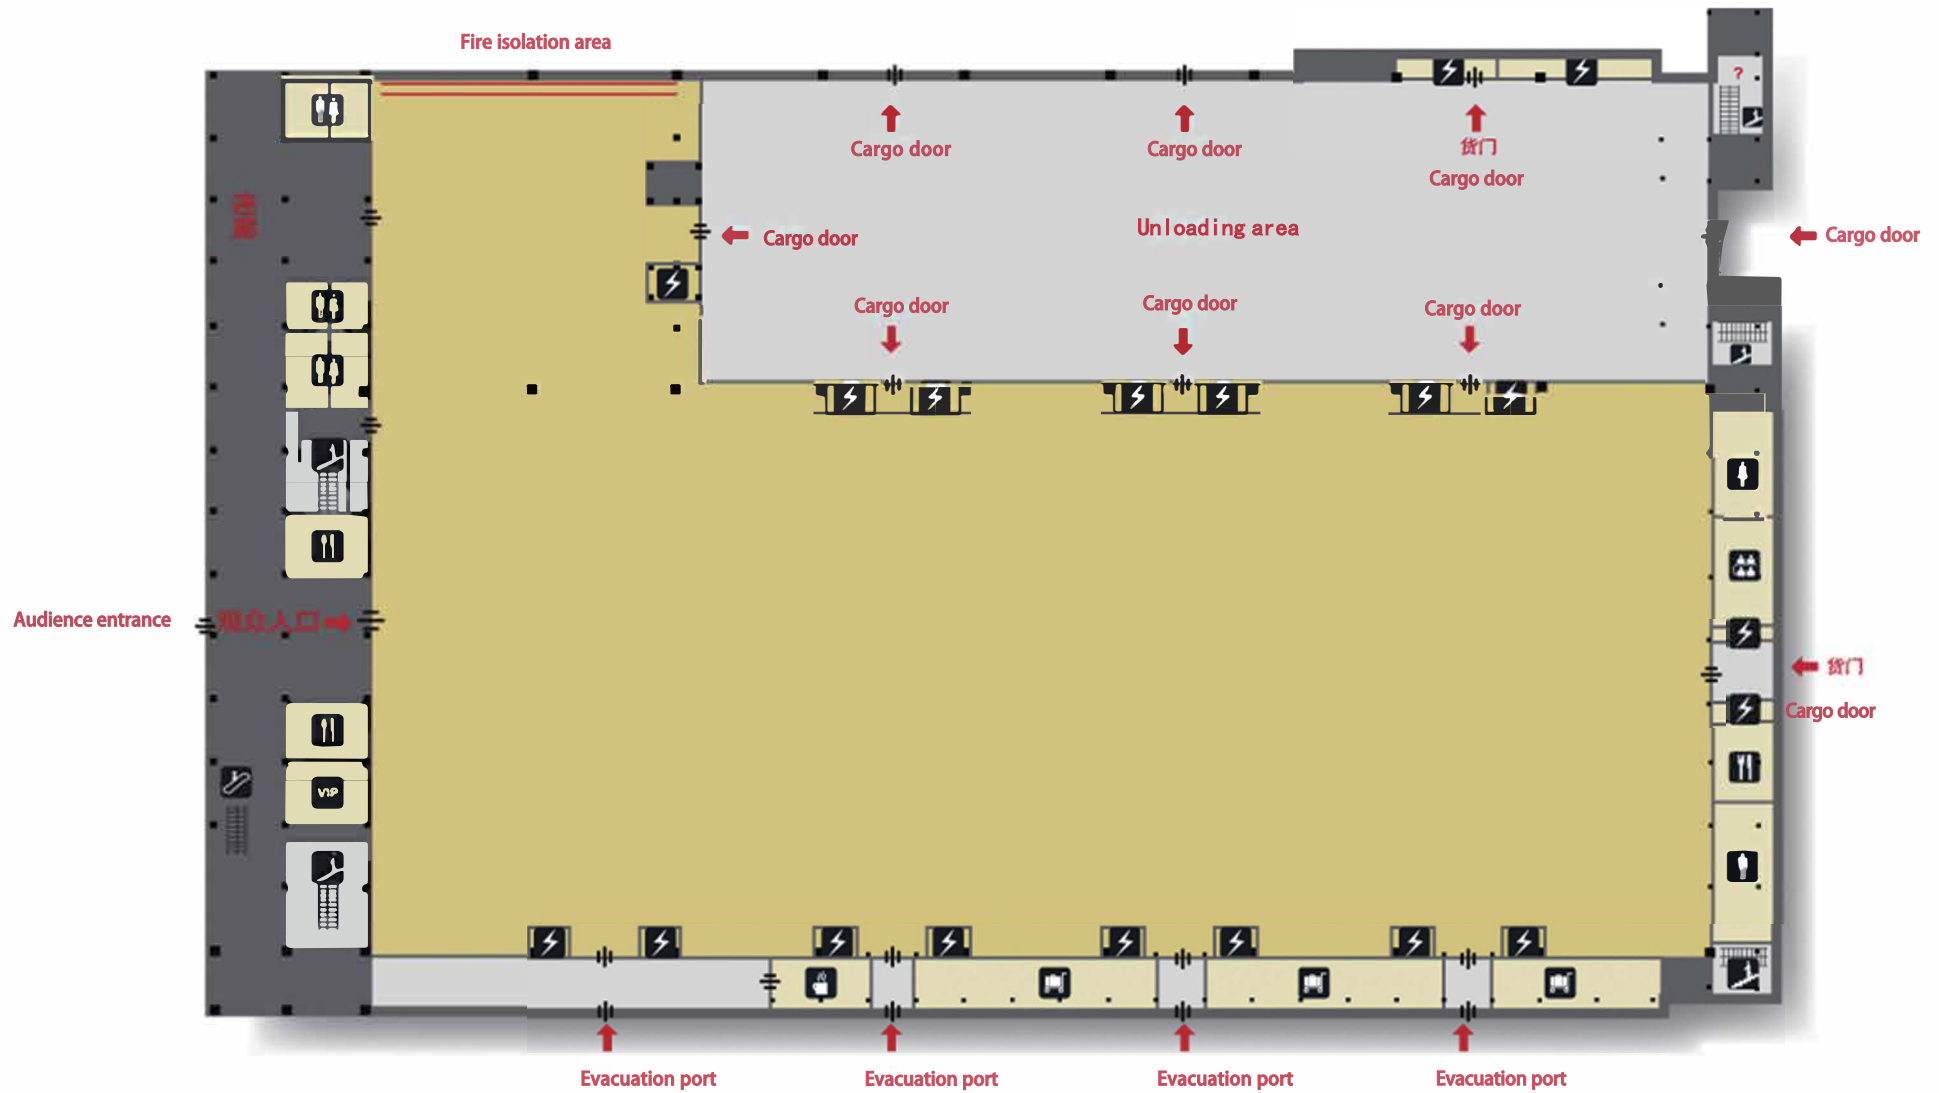 Fire isolation area
?
Cargo door
Cargo door
货门
Cargo door
Cargo door
Unloading area
Cargo door
Cargo door
Cargo door
Cargo door
Audience entrance
观众入口
货门
Cargo door
VIP
Evacuation port
Evacuation port
Evacuation port
Evacuation port